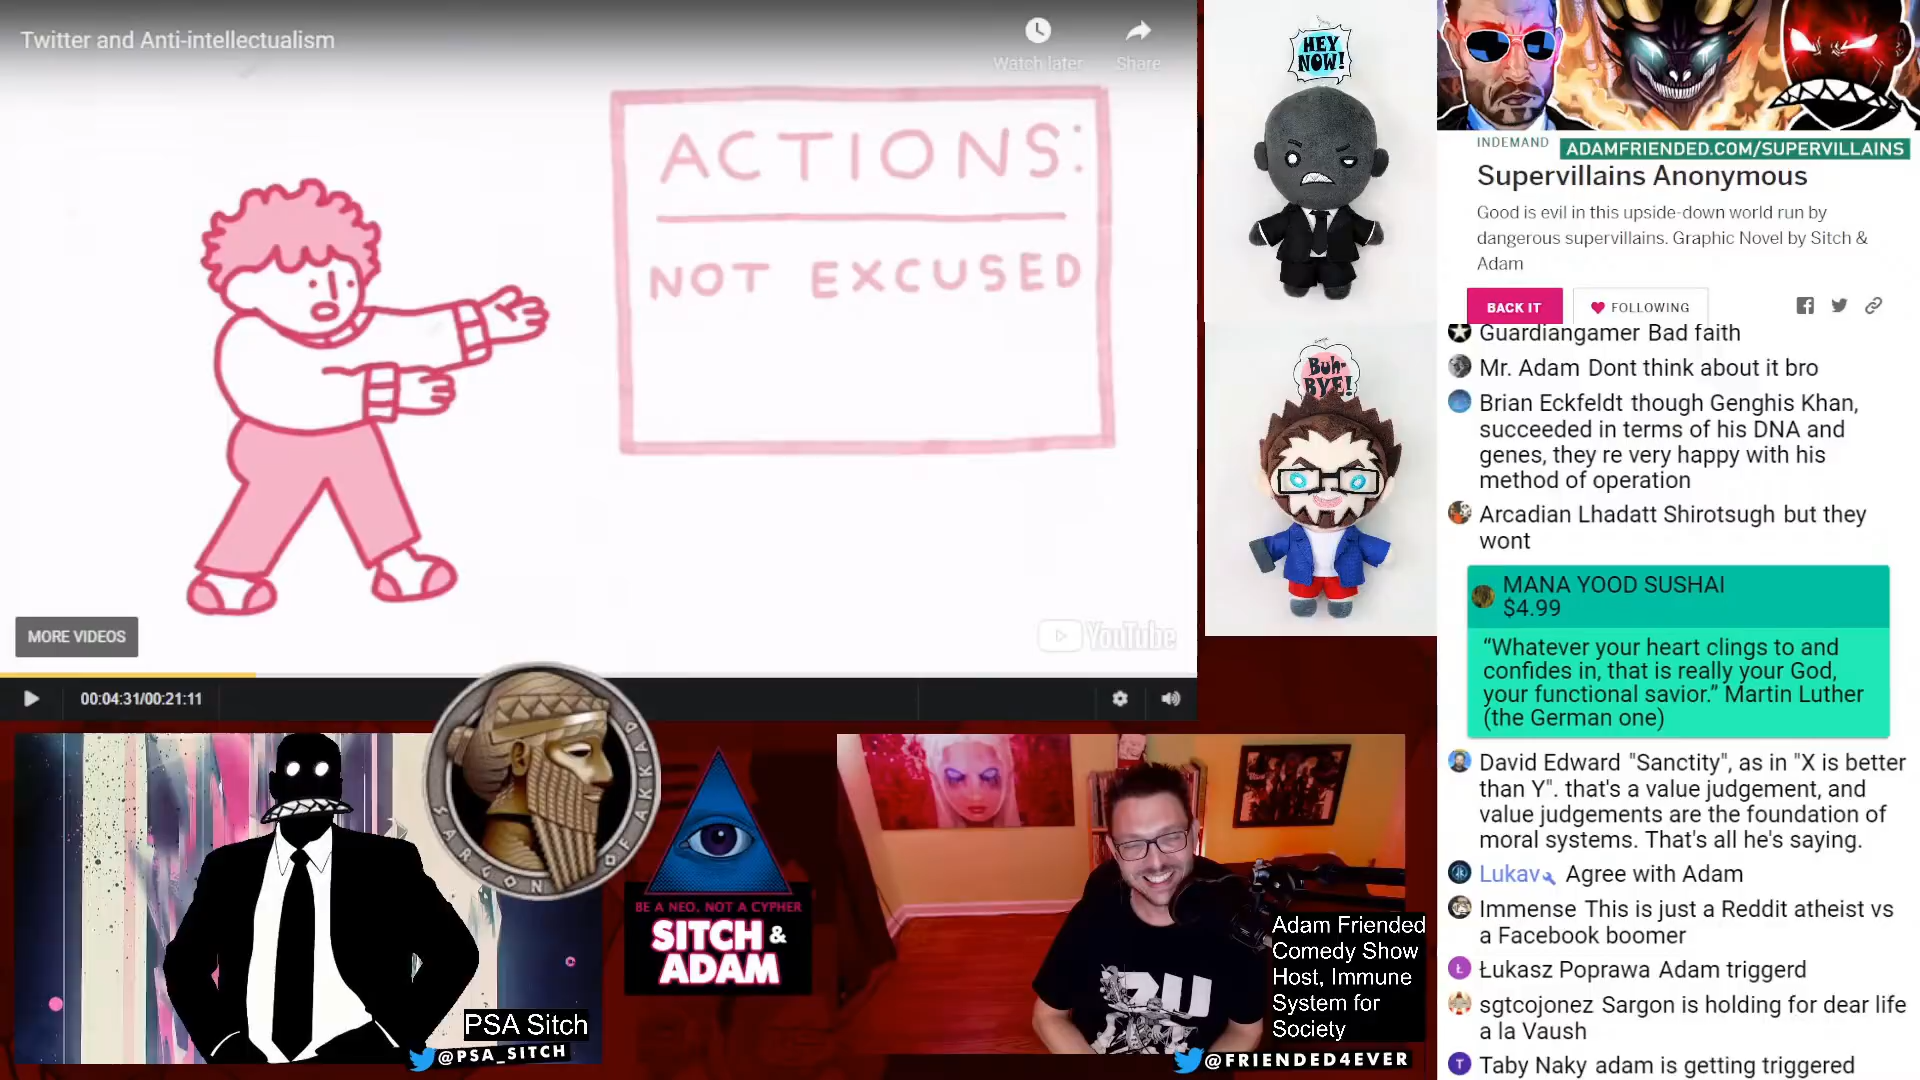 Twitter and Anti-intellectualism
Watch later
Share
ACTIONS:
NOT EXCUSED
MORE VIDEOS
YouTube
00:04:31/00:21:11
HEY
NOW!
Buh-
BYE!
INDEMAND
ADAMFRIENDED.COM/SUPERVILLAINS
Supervillains Anonymous
Good is evil in this upside-down world run by
dangerous supervillains. Graphic Novel by Sitch &
Adam
BACK IT
FOLLOWING
Guardiangamer Bad faith
Mr. Adam Dont think about it bro
Brian Eckfeldt though Genghis Khan,
succeeded in terms of his DNA and
genes, they re very happy with his
method of operation
Arcadian Lhadatt Shirotsugh but they
wont
MANA YOOD SUSHAI
$4.99
“Whatever your heart clings to and
confides in, that is really your God,
your functional savior.” Martin Luther
(the German one)
David Edward "Sanctity", as in "X is better
than Y". that's a value judgement, and
value judgements are the foundation of
moral systems. That's all he's saying.
Lukav Agree with Adam
Immense This is just a Reddit atheist vs
a Facebook boomer
Łukasz Poprawa Adam triggerd
sgtcojonez Sargon is holding for dear life
a la Vaush
Taby Naky adam is getting triggered
SARGON OF AKKAD
BE A NEO, NOT A CYPHER
SITCH &
ADAM
PSA Sitch
@PSA_SITCH
Adam Friended
Comedy Show
Host, Immune
System for
Society
@FRIENDED4EVER